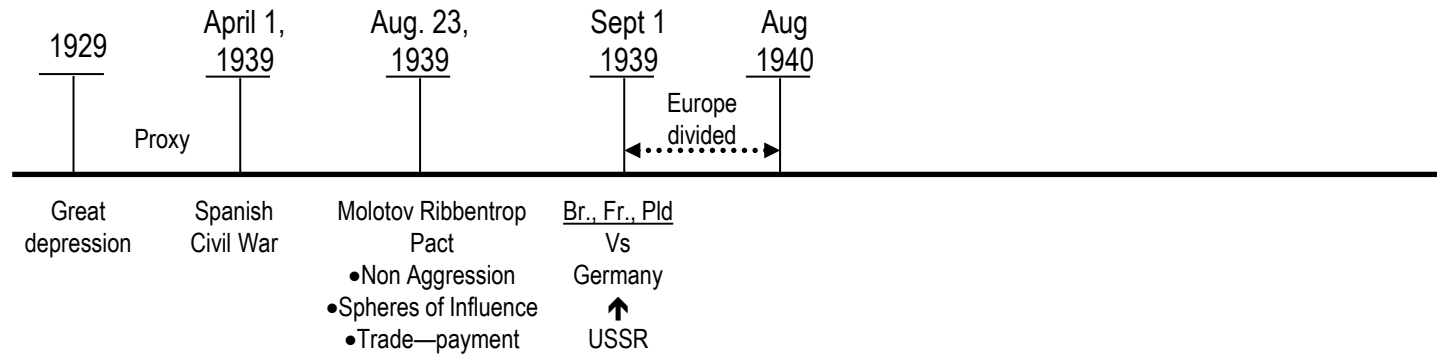 1929
April 1,
1939
Aug. 23,
1939
Sept 1
1939
Aug
1940
Proxy
Europe
divided
Great
depression
Spanish
Civil War
Molotov Ribbentrop
Pact
•Non Aggression
•Spheres of Influence
•Trade—payment
Br., Fr., Pld
Vs
Germany
↑
USSR